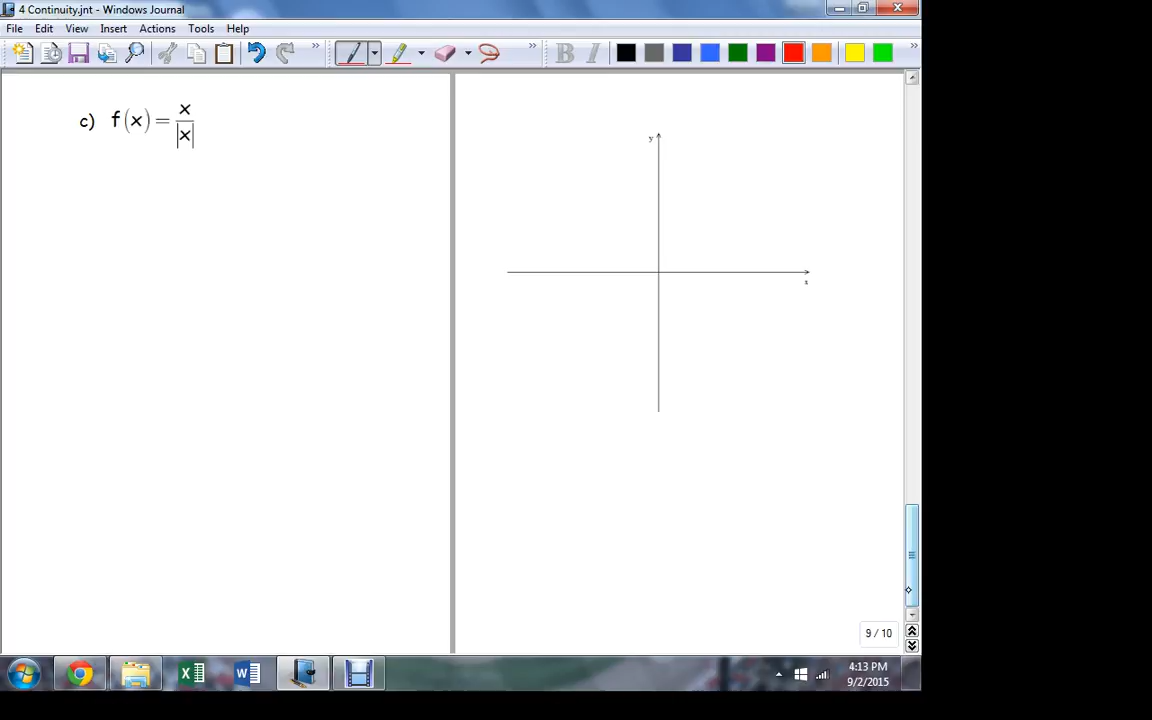 4 Continuity.jnt - Windows Journal
File Edit View Insert Actions Tools Help
B I
c) f(x) = x/|x|
y
x
9 / 10
4:13 PM
9/2/2015